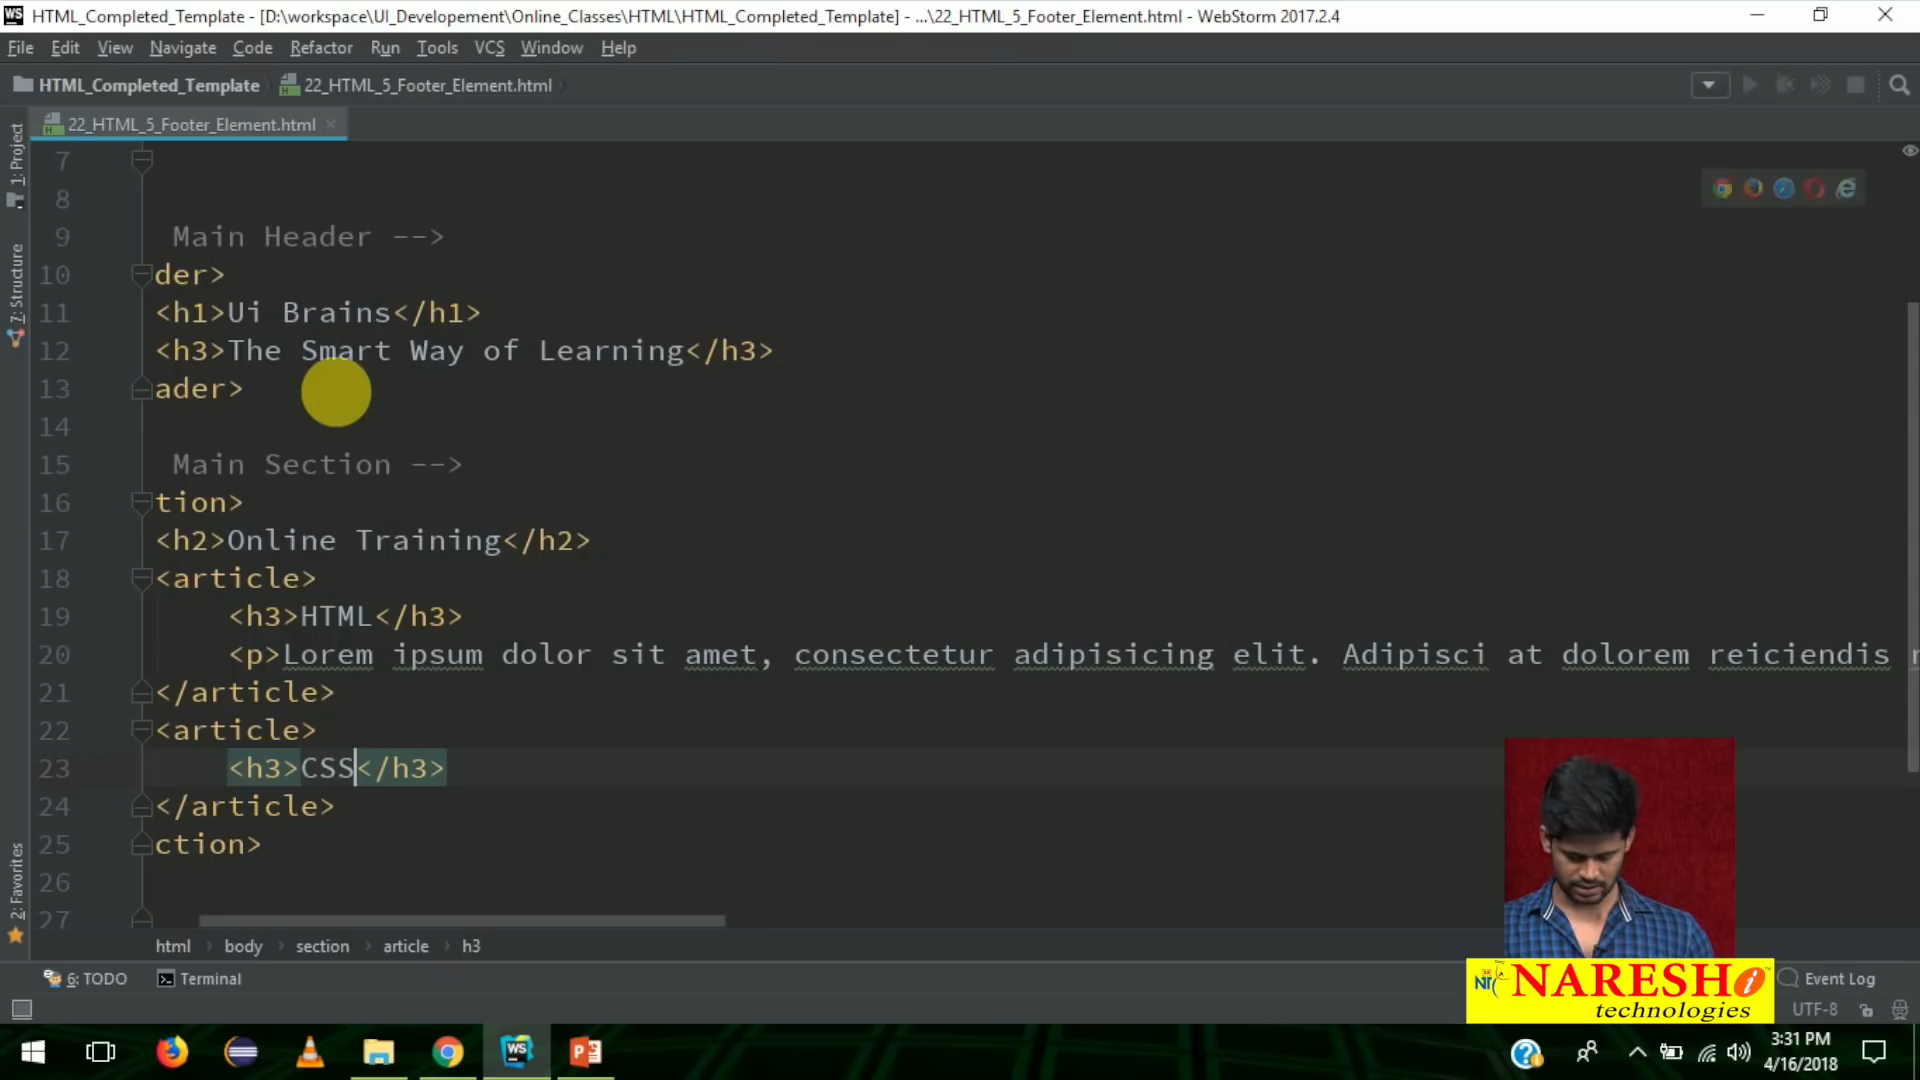 WS HTML_Completed_Template - [D:\workspace\UI_Developement\Online_Classes\HTML\HTML_Completed_Template] - ...\22_HTML_5_Footer_Element.html - WebStorm 2017.2.4
File Edit View Navigate Code Refactor Run Tools VCS Window Help
HTML_Completed_Template 22_HTML_5_Footer_Element.html
22_HTML_5_Footer_Element.html
1: Project
7: Structure
2: Favorites
7
8
9 Main Header -->
10 der>
11 <h1>Ui Brains</h1>
12 <h3>The Smart Way of Learning</h3>
13 ader>
14
15 Main Section -->
16 tion>
17 <h2>Online Training</h2>
18 <article>
19 <h3>HTML</h3>
20 <p>Lorem ipsum dolor sit amet, consectetur adipisicing elit. Adipisci at dolorem reiciendis
21 </article>
22 <article>
23 <h3>CSS</h3>
24 </article>
25 ction>
26
27
html body section article h3
6: TODO Terminal
Event Log
UTF-8
NARESH i
technologies
WS
3:31 PM
4/16/2018